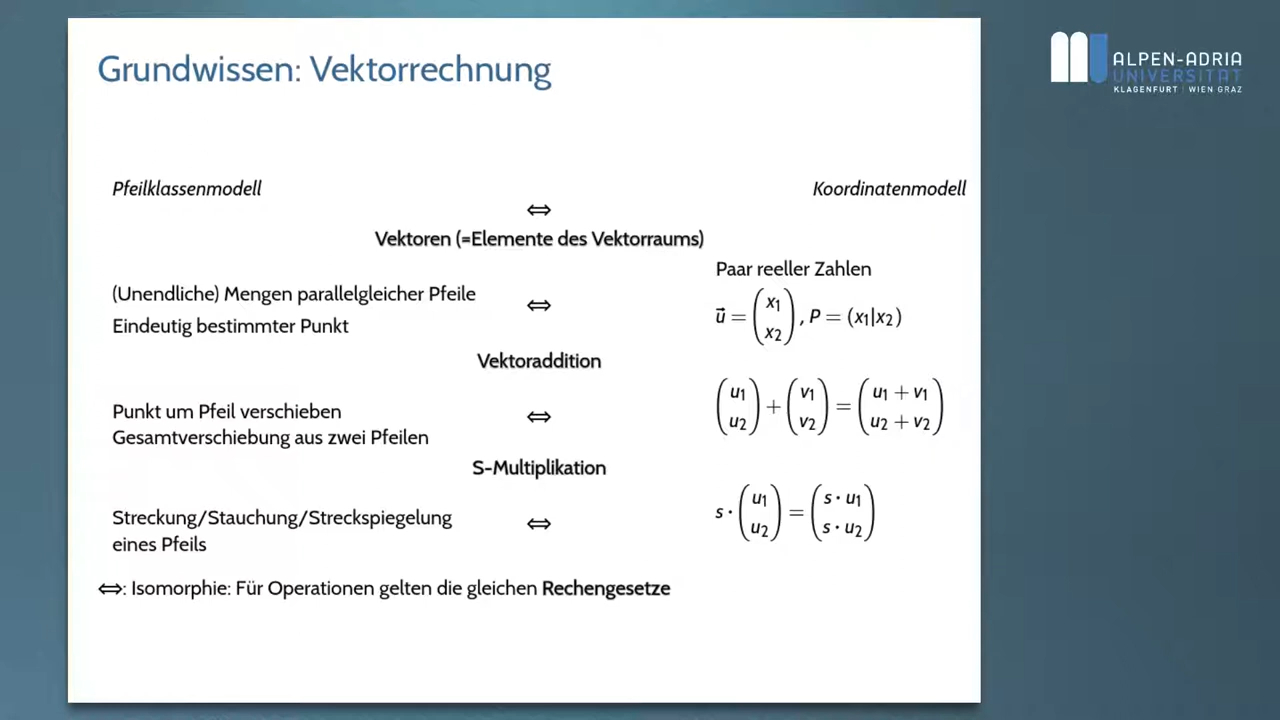 Grundwissen: Vektorrechnung
ALPEN-ADRIA
UNIVERSITÄT
KLAGENFURT | WIEN GRAZ
Pfeilklassenmodell ⇔ Koordinatenmodell
Vektoren (=Elemente des Vektorraums)
(Unendliche) Mengen parallelgleicher Pfeile
Eindeutig bestimmter Punkt
⇔
Paar reeller Zahlen
u⃗ = (x₁ x₂), P = (x₁|x₂)
Vektoraddition
Punkt um Pfeil verschieben
Gesamtverschiebung aus zwei Pfeilen
⇔
(u₁ u₂) + (v₁ v₂) = (u₁ + v₁ u₂ + v₂)
S-Multiplikation
Streckung/Stauchung/Streckspiegelung
eines Pfeils
⇔
s · (u₁ u₂) = (s · u₁ s · u₂)
⇔: Isomorphie: Für Operationen gelten die gleichen Rechengesetze